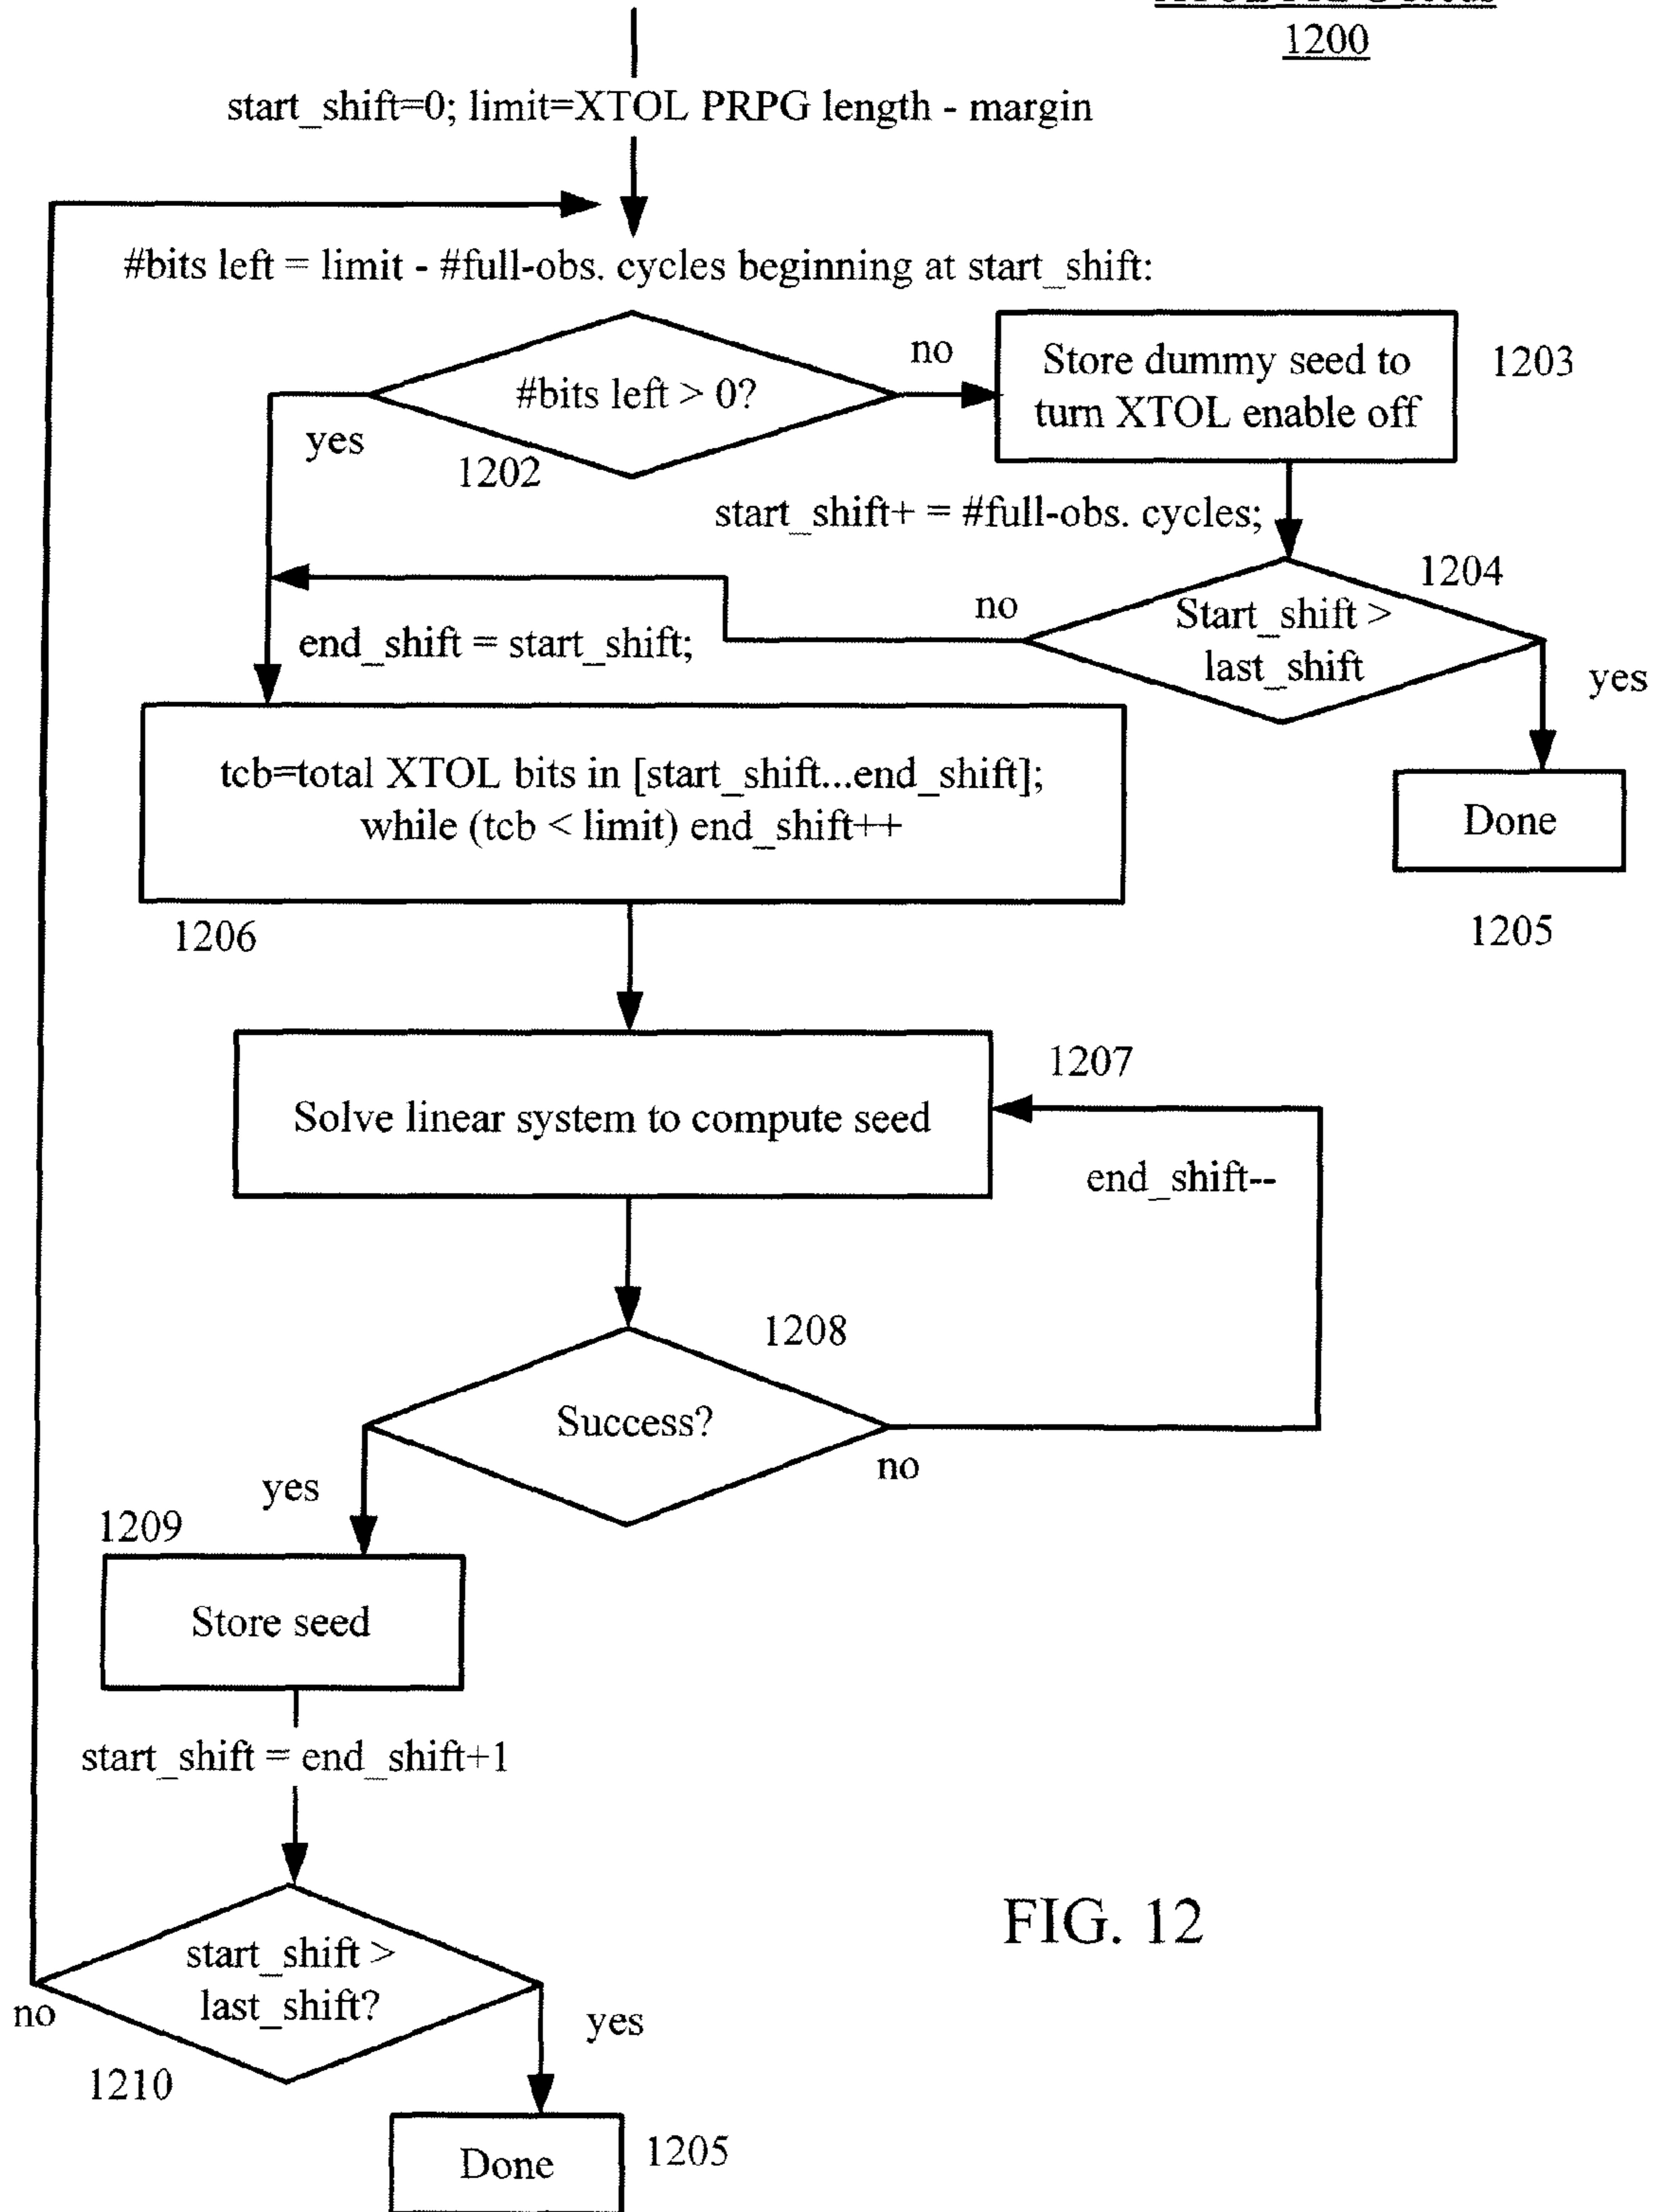 1200
start_shift=0; limit=XTOL PRPG length - margin
#bits left = limit - #full-obs. cycles beginning at start_shift:
#bits left > 0?
no
Store dummy seed to
turn XTOL enable off
1203
yes
1202
start_shift+ = #full-obs. cycles;
1204
no
Start_shift >
last_shift
end_shift = start_shift;
yes
tcb=total XTOL bits in [start_shift...end_shift];
while (tcb < limit) end_shift++
Done
1206
1205
1207
Solve linear system to compute seed
end_shift--
1208
Success?
no
yes
1209
Store seed
start_shift = end_shift+1
FIG. 12
start_shift >
last_shift?
no
yes
1210
Done
1205